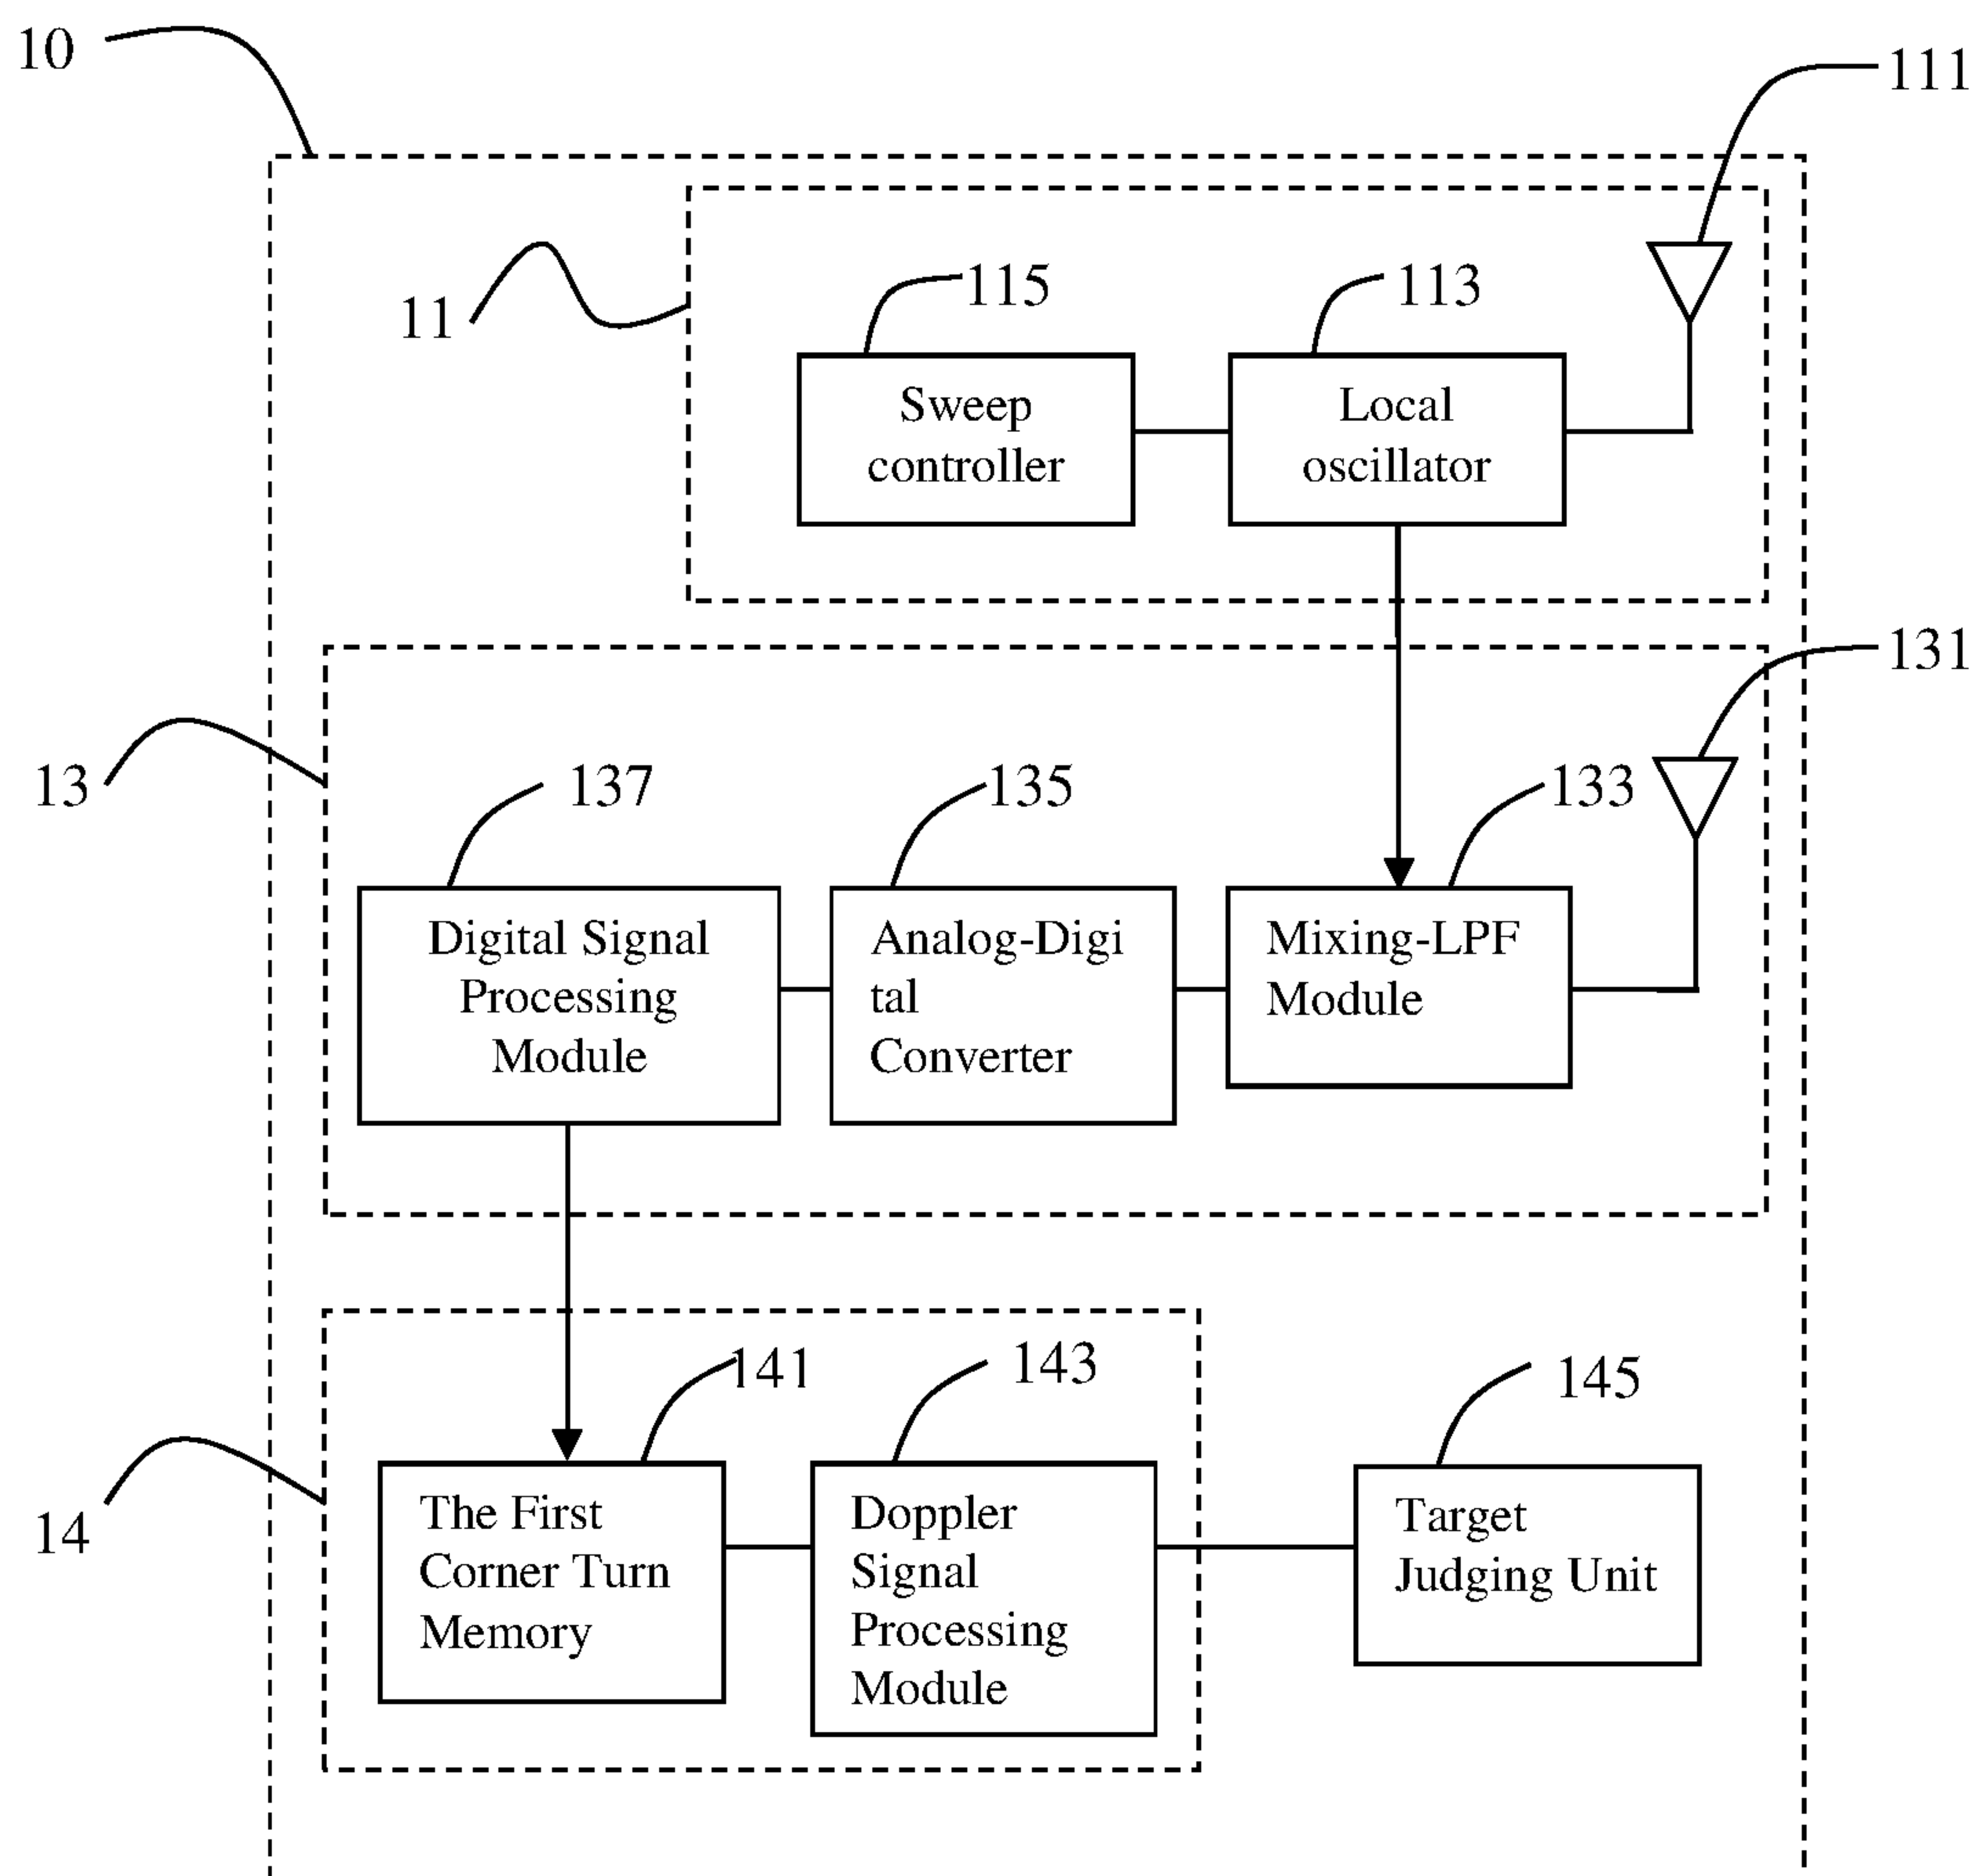 10
111
11
115
113
Sweep
controller
Local
oscillator
131
13
137
135
133
Digital Signal
Processing
Module
Analog-Digi
tal
Converter
Mixing-LPF
Module
141
143
145
14
The First
Corner Turn
Memory
Doppler
Signal
Processing
Module
Target
Judging Unit